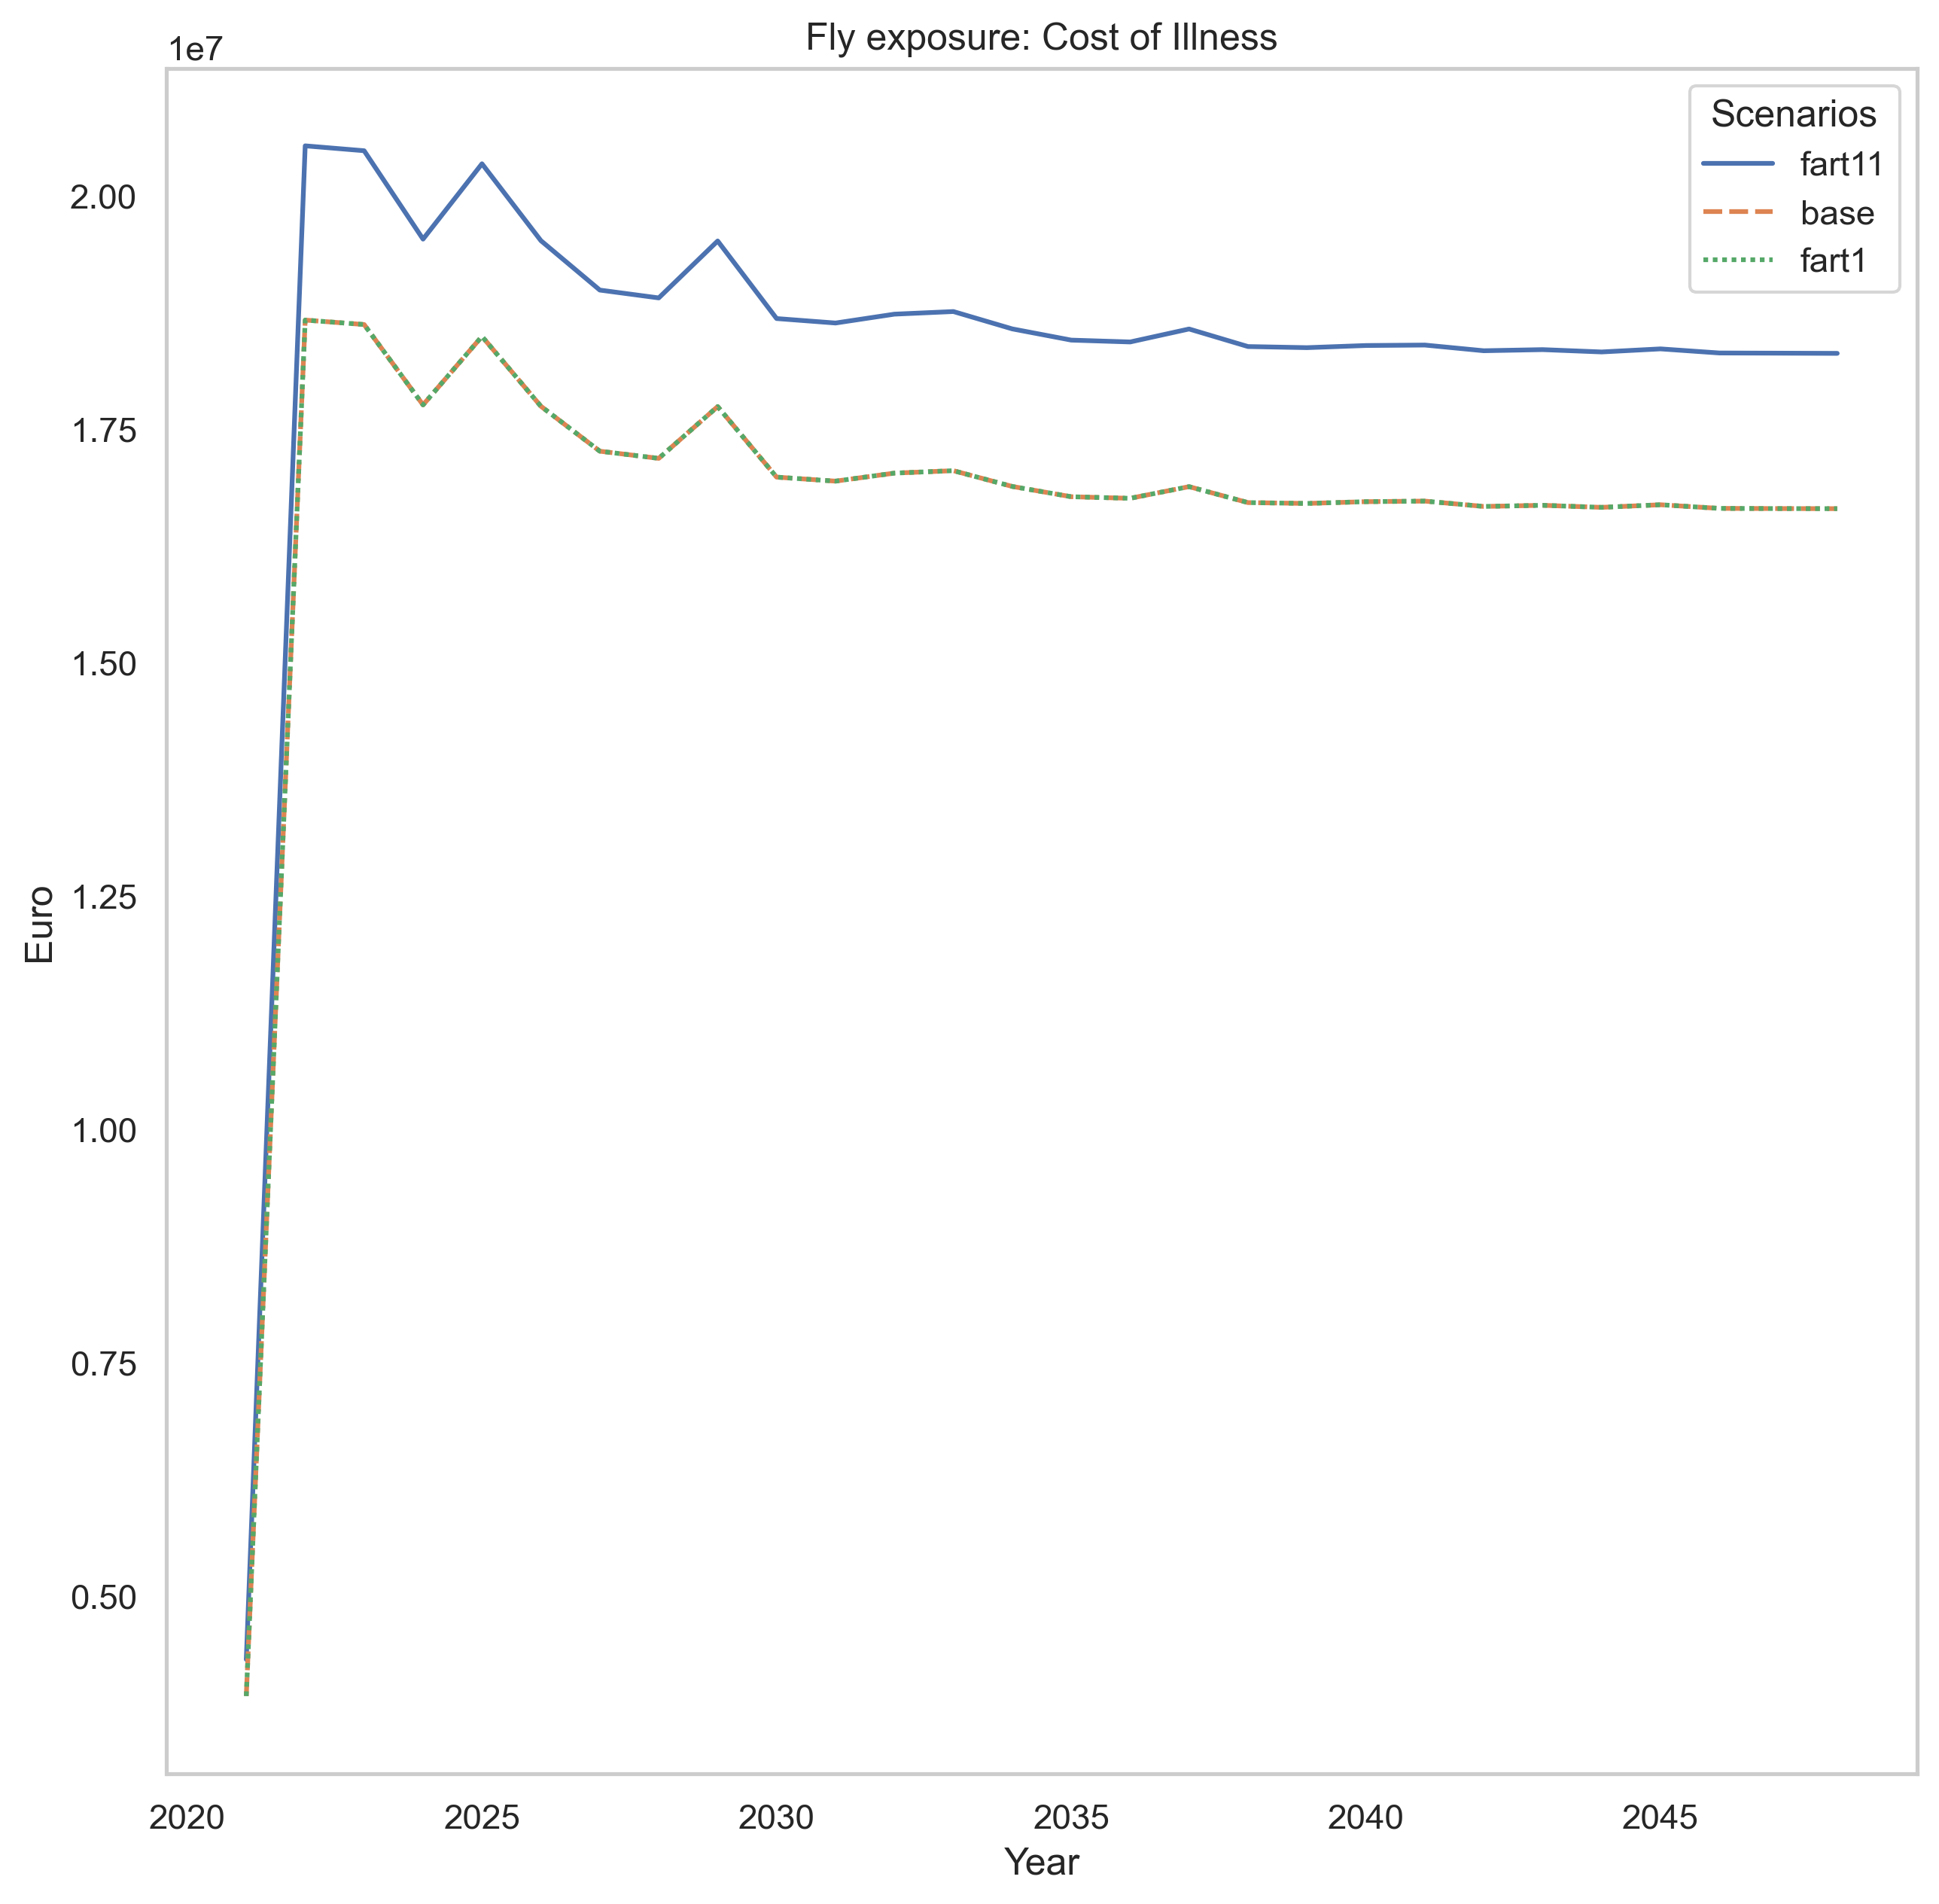 Fly exposure: Cost of Illness
1e7
Scenarios
fart11
base
fart1
2.00
1.75
1.50
1.25
1.00
0.75
0.50
Euro
2020 2025 2030 2035 2040 2045
Year